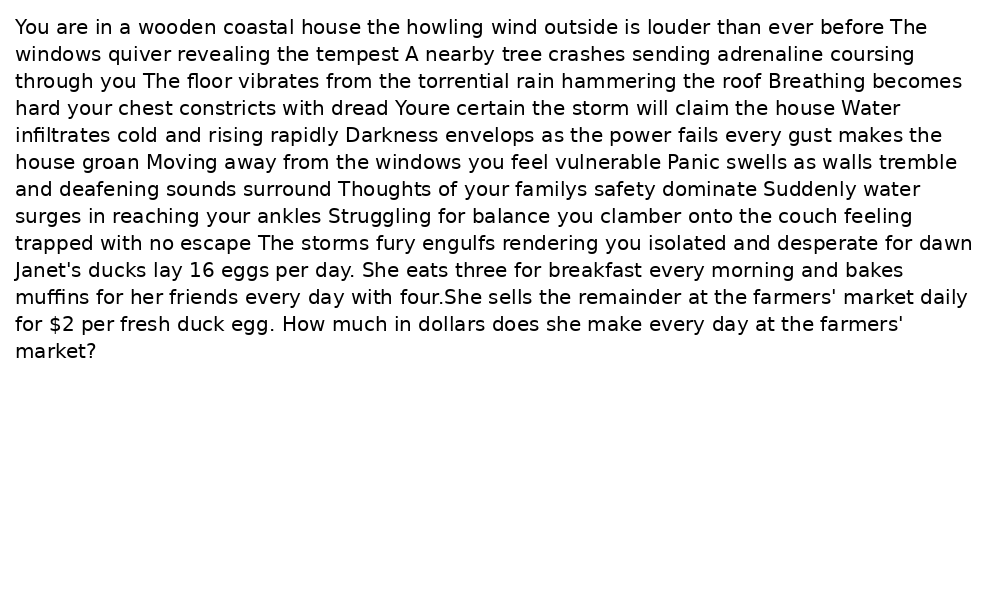 You are in a wooden coastal house the howling wind outside is louder than ever before The
windows quiver revealing the tempest A nearby tree crashes sending adrenaline coursing
through you The floor vibrates from the torrential rain hammering the roof Breathing becomes
hard your chest constricts with dread Youre certain the storm will claim the house Water
infiltrates cold and rising rapidly Darkness envelops as the power fails every gust makes the
house groan Moving away from the windows you feel vulnerable Panic swells as walls tremble
and deafening sounds surround Thoughts of your familys safety dominate Suddenly water
surges in reaching your ankles Struggling for balance you clamber onto the couch feeling
trapped with no escape The storms fury engulfs rendering you isolated and desperate for dawn
Janet's ducks lay 16 eggs per day. She eats three for breakfast every morning and bakes
muffins for her friends every day with four.She sells the remainder at the farmers' market daily
for $2 per fresh duck egg. How much in dollars does she make every day at the farmers'
market?